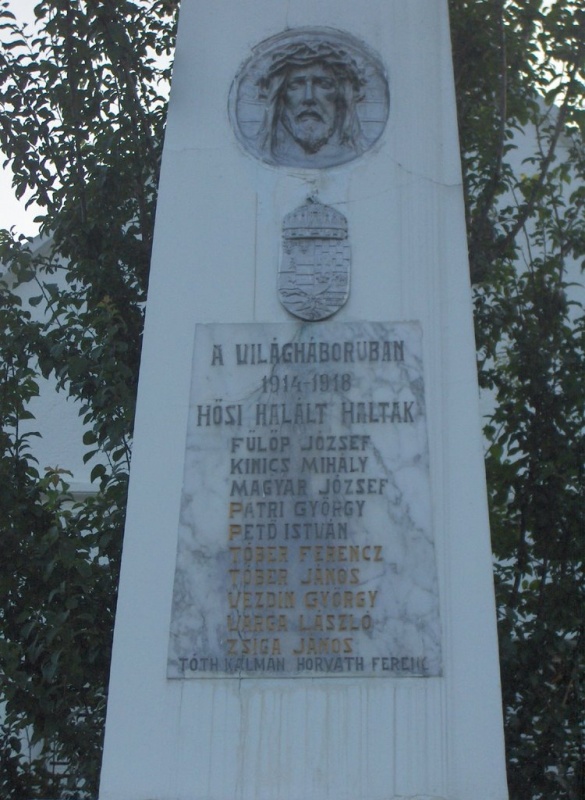 A VILÁGHÁBORUBAN
1914-1918
HŐSI HALÁLT HALTAK
FÜLÖP JÓZSEF
KINICS MIHALY
MAGYAR JÓZSEF
PATRI GYÖRGY
PETŐ ISTVÁN
TÓBER FERENCZ
TÓBER JÁNOS
VEZDIN GYÖRGY
VARGA LÁSZLÓ
ZSIGA JÁNOS
TÓTH KÁLMÁN HORVÁTH FERENC